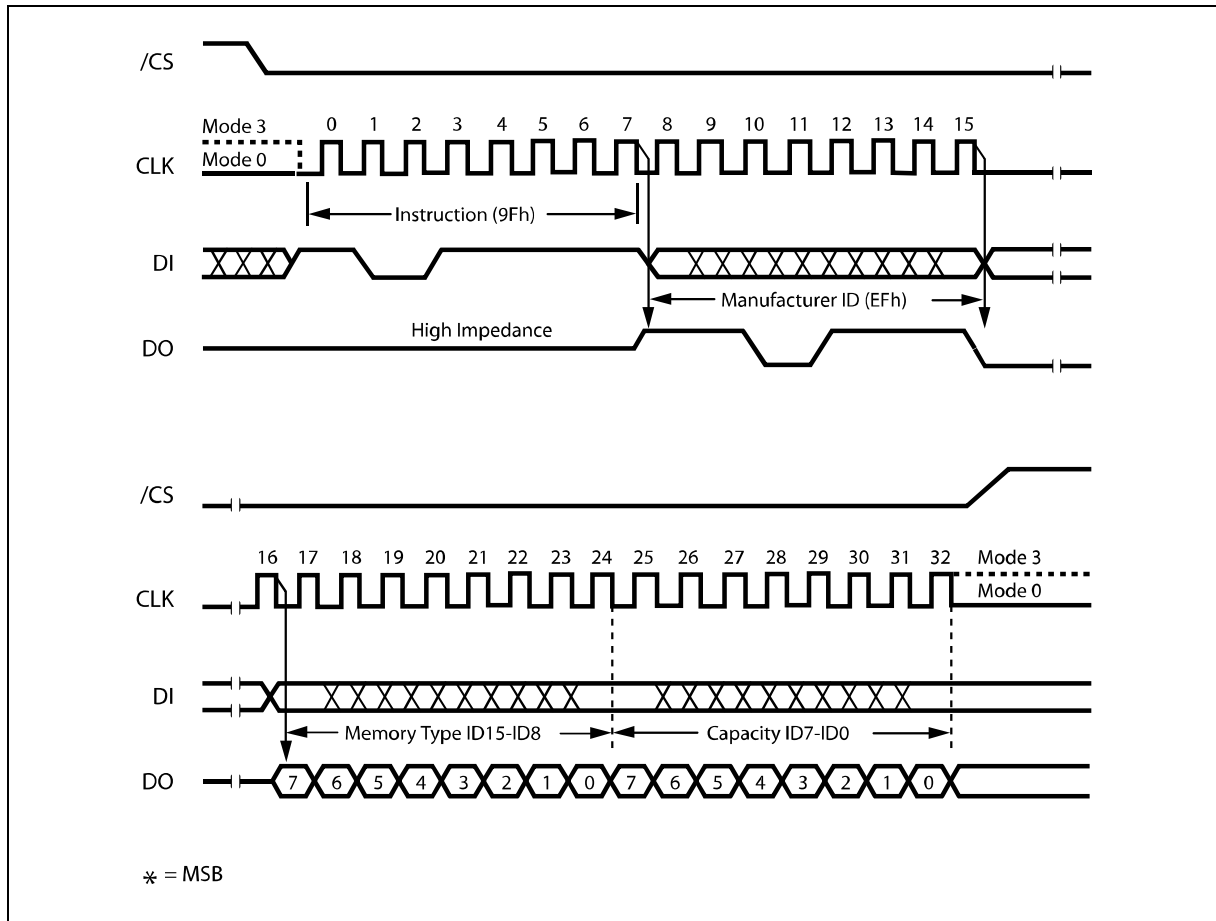 /CS
Mode 3
0 1 2 3 4 5 6 7 8 9 10 11 12 13 14 15
Mode 0
CLK
Instruction (9Fh)
DI
Manufacturer ID (EFh)
High Impedance
DO
/CS
16 17 18 19 20 21 22 23 24 25 26 27 28 29 30 31 32
Mode 3
Mode 0
CLK
DI
Memory Type ID15-ID8
Capacity ID7-ID0
DO
7 6 5 4 3 2 1 0 7 6 5 4 3 2 1 0
* = MSB